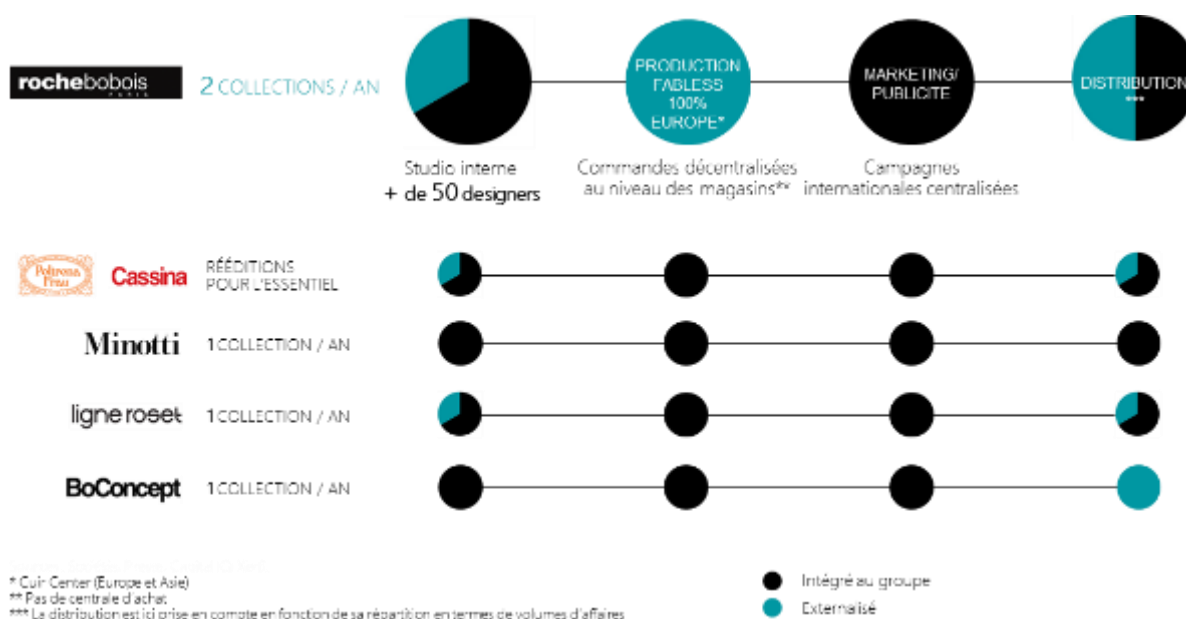 rochebobois
PARIS
2 COLLECTIONS / AN
PRODUCTION
FABLESS
100%
EUROPE*
MARKETING/
PUBLICITE
DISTRIBUTION
***
Studio interne
+ de 50 designers
Commandes décentralisées
au niveau des magasins**
Campagnes
internationales centralisées
Poltrona
Frau
Cassina
RÉÉDITIONS
POUR L'ESSENTIEL
Minotti
1 COLLECTION / AN
ligne roset
1 COLLECTION / AN
BoConcept
1 COLLECTION / AN
* Cuir Center (Europe et Asie)
** Pas de centrale d'achat
*** La distribution est ici prise en compte en fonction de sa répartition en termes de volumes d'affaires
Intégré au groupe
Externalisé